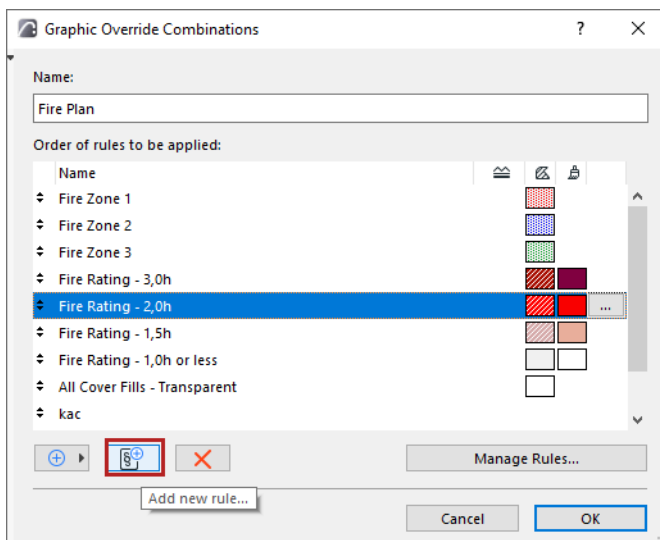 Graphic Override Combinations
?
Name:
Fire Plan
Order of rules to be applied:
Name
Fire Zone 1
Fire Zone 2
Fire Zone 3
Fire Rating - 3,0h
Fire Rating - 2,0h ...
Fire Rating - 1,5h
Fire Rating - 1,0h or less
All Cover Fills - Transparent
kac
§
Manage Rules...
Add new rule...
Cancel OK